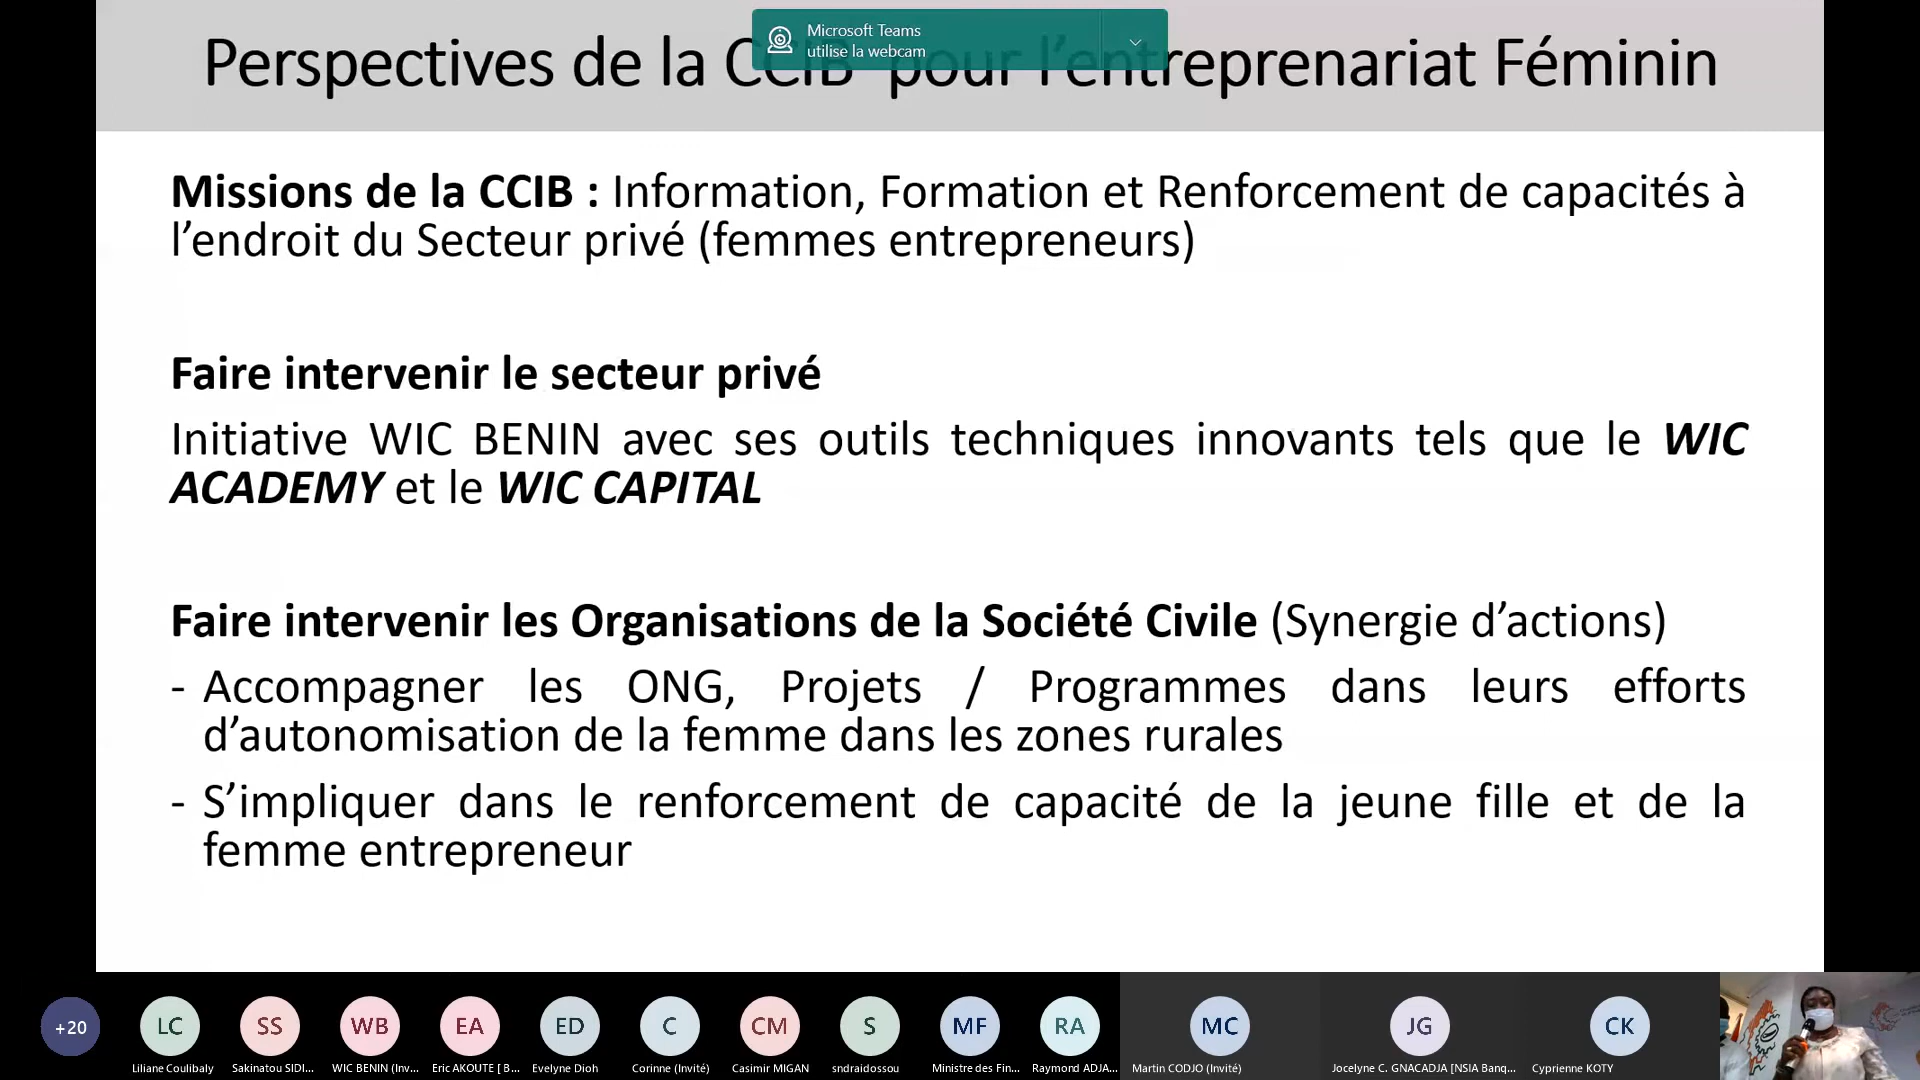 Microsoft Teams
utilise la webcam
Perspectives de la CCIB pour l’entreprenariat Féminin
Missions de la CCIB : Information, Formation et Renforcement de capacités à
l’endroit du Secteur privé (femmes entrepreneurs)
Faire intervenir le secteur privé
Initiative WIC BENIN avec ses outils techniques innovants tels que le WIC
ACADEMY et le WIC CAPITAL
Faire intervenir les Organisations de la Société Civile (Synergie d’actions)
- Accompagner les ONG, Projets / Programmes dans leurs efforts
d’autonomisation de la femme dans les zones rurales
- S’impliquer dans le renforcement de capacité de la jeune fille et de la
femme entrepreneur
+20 LC SS WB EA ED C CM S MF RA MC JG CK
Liliane Coulibaly Sakinatou SIDI... WIC BENIN (Inv... Eric AKOUTE [ B... Evelyne Dioh Corinne (Invité) Casimir MIGAN sndraidossou Ministre des Fin... Raymond ADJA... Martin CODJO (Invité) Jocelyne C. GNACADJA [NSIA Banq... Cyprienne KOTY